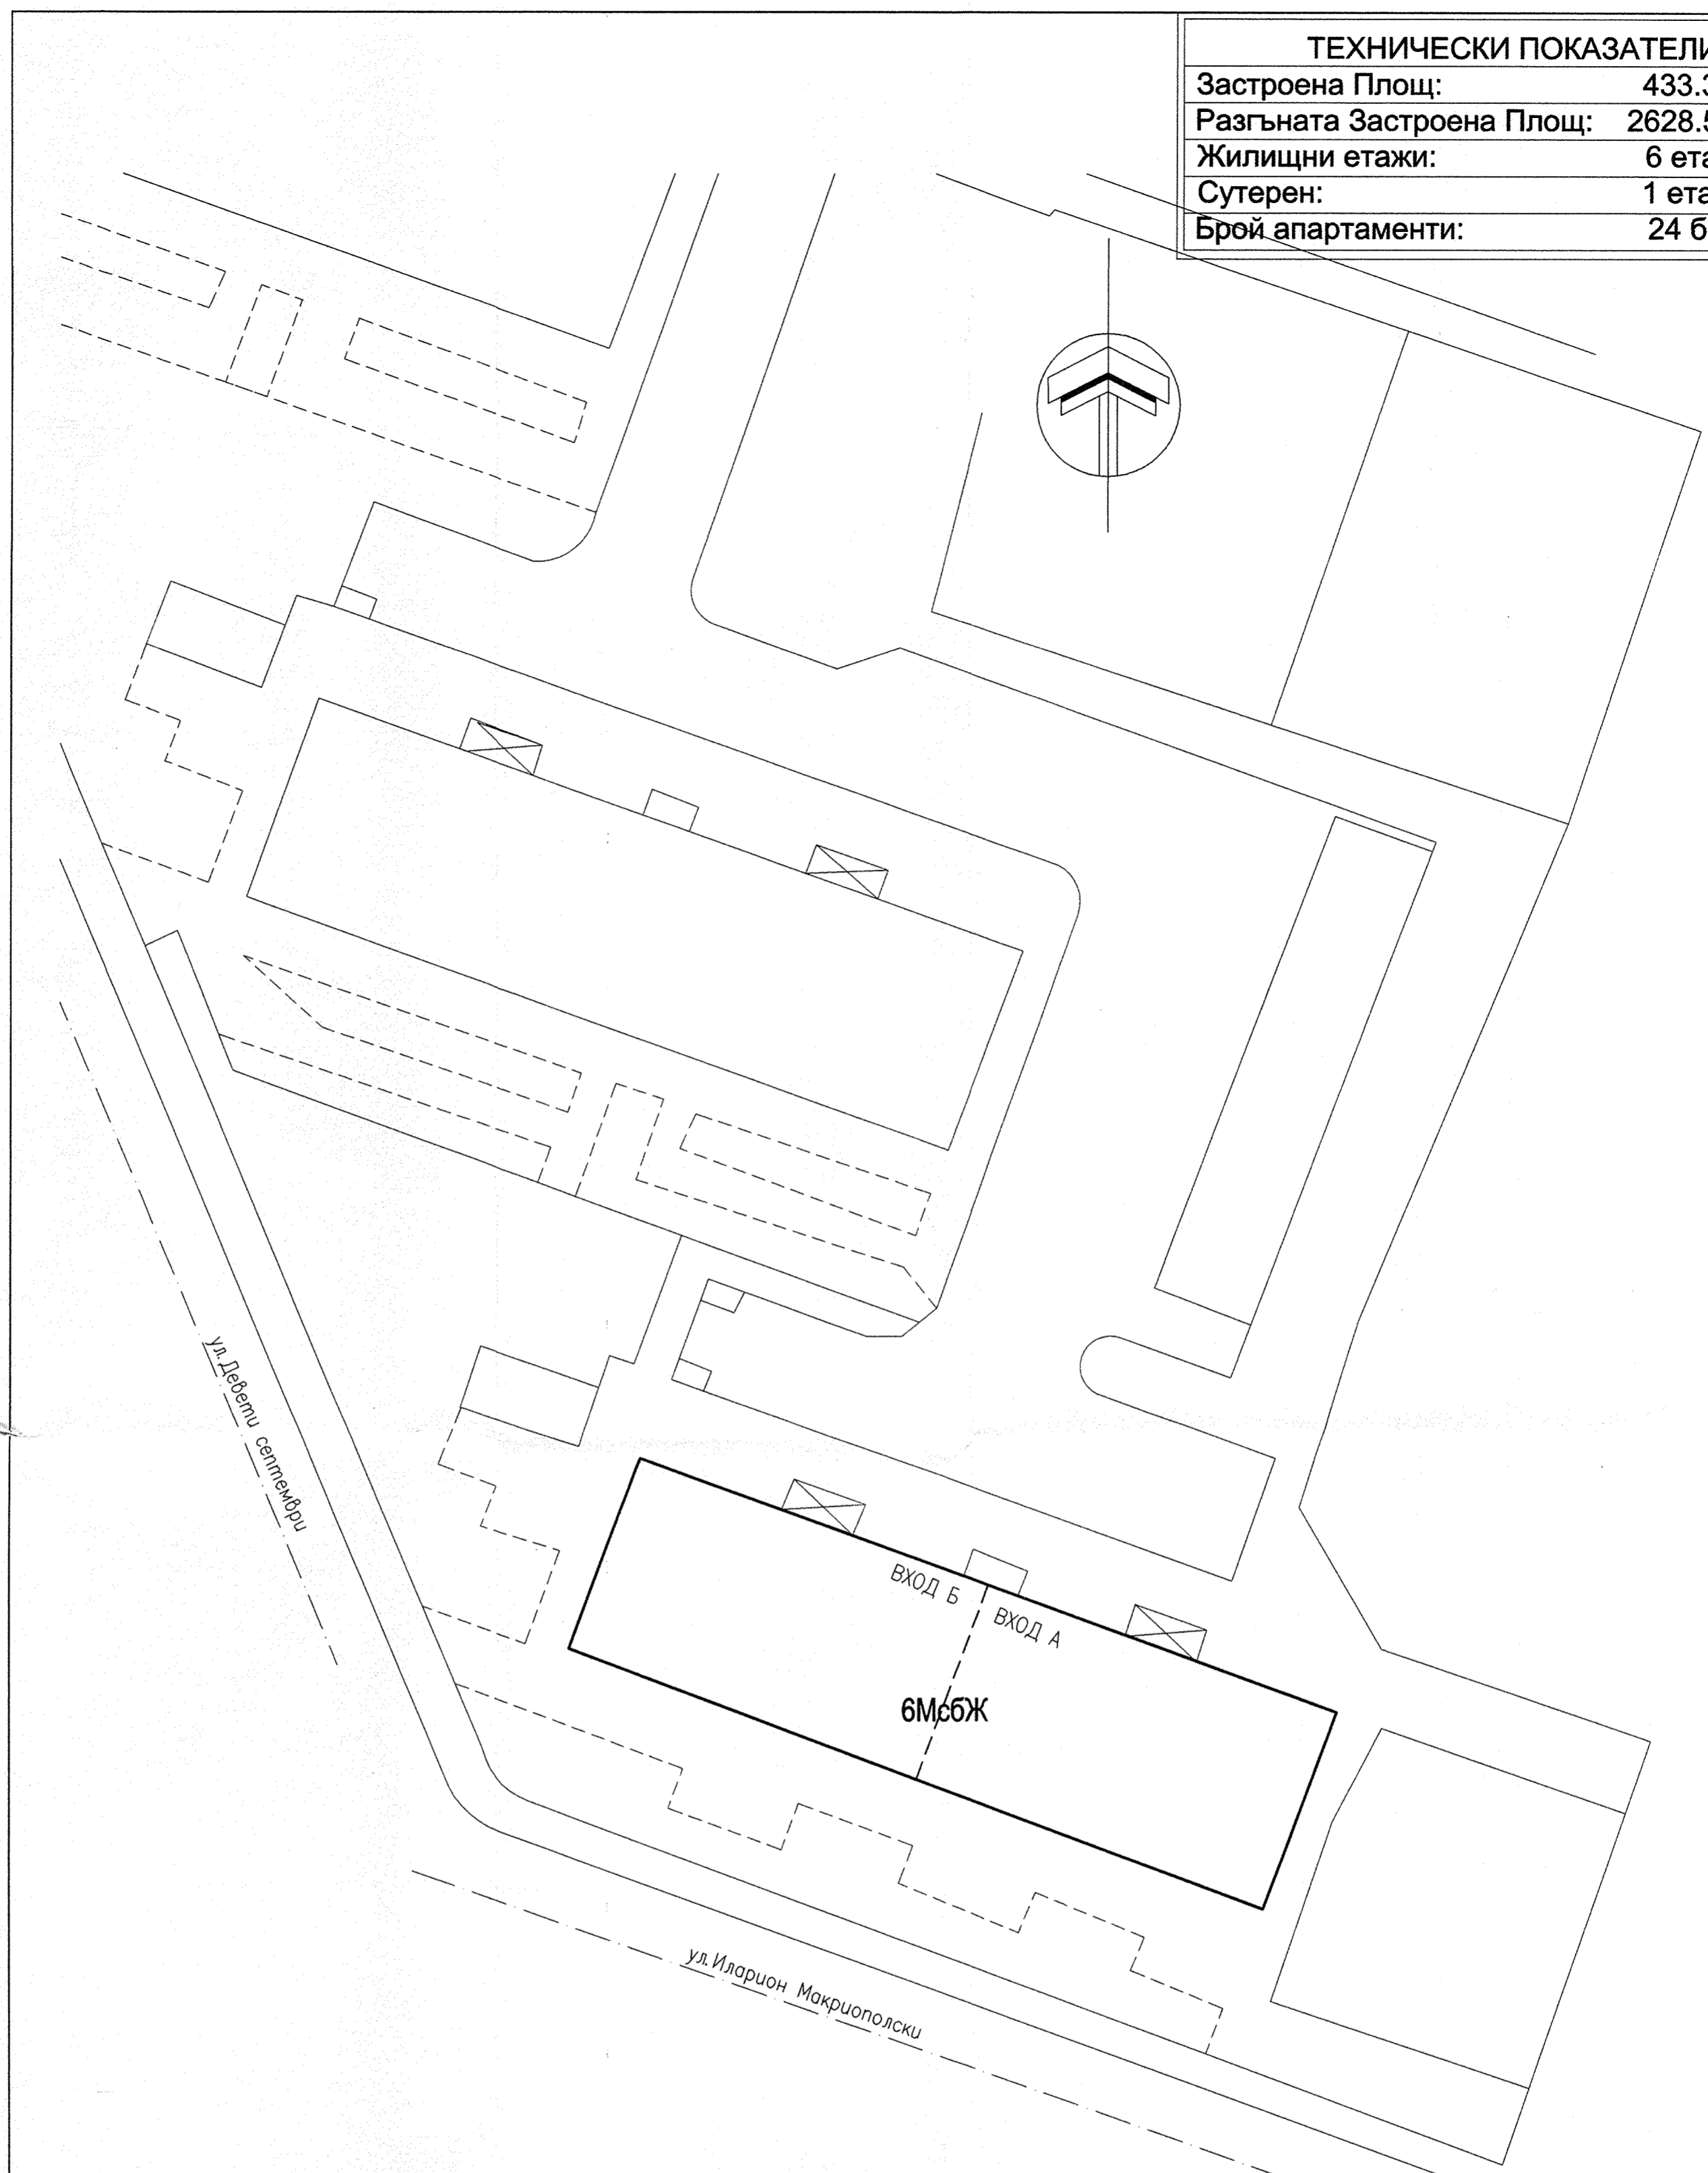 ТЕХНИЧЕСКИ ПОКАЗАТЕЛИ
Застроена Площ: 433.3
Разгъната Застроена Площ: 2628.5
Жилищни етажи: 6 ета
Сутерен: 1 ета
Брой апартаменти: 24 б
ул.Девети септември
ВХОД Б
ВХОД А
6МсбЖ
ул.Иларион Макриополски